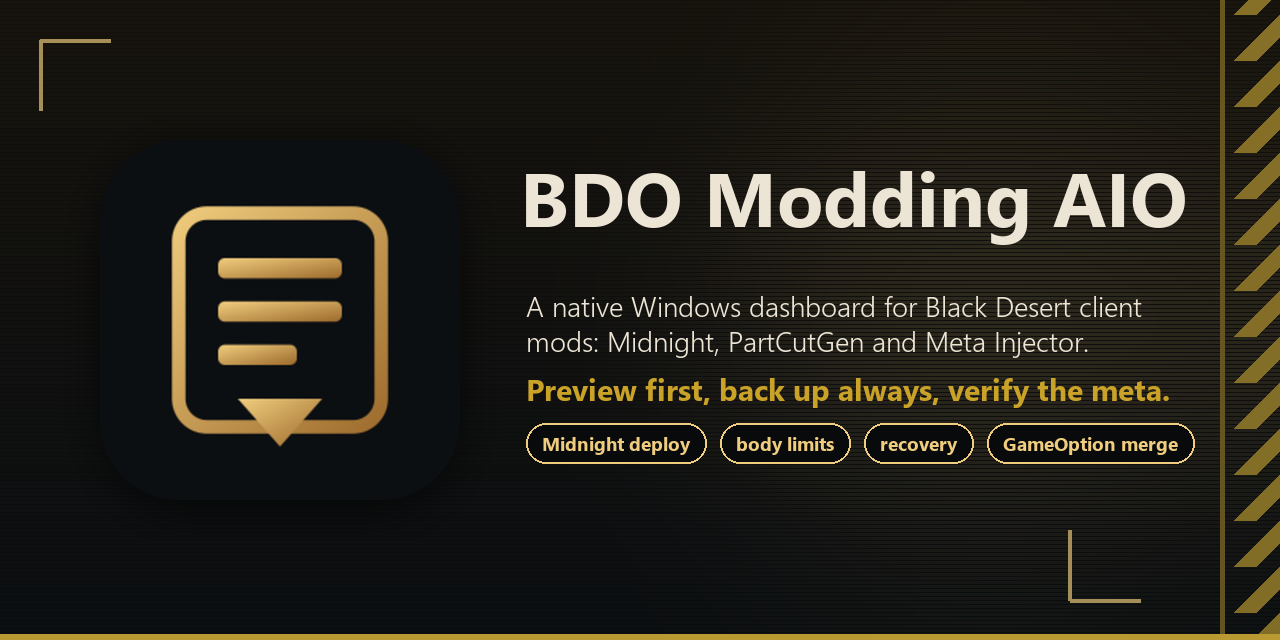 BDO Modding AIO
A native Windows dashboard for Black Desert client
mods: Midnight, PartCutGen and Meta Injector.
Preview first, back up always, verify the meta.
Midnight deploy
body limits
recovery
GameOption merge